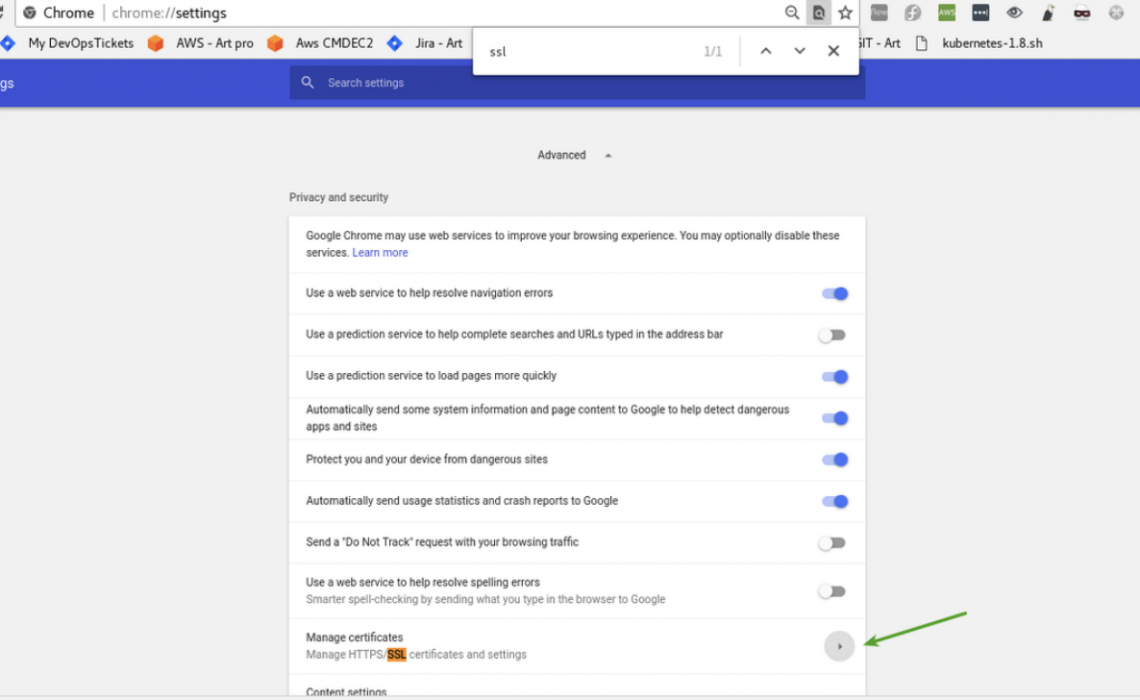 Chrome chrome://settings
My DevOpsTickets AWS - Art pro Aws CMDEC2 Jira - Art IT - Art kubernetes-1.8.sh
ssl 1/1
gs Search settings
Advanced
Privacy and security
Google Chrome may use web services to improve your browsing experience. You may optionally disable these
services. Learn more
Use a web service to help resolve navigation errors
Use a prediction service to help complete searches and URLs typed in the address bar
Use a prediction service to load pages more quickly
Automatically send some system information and page content to Google to help detect dangerous
apps and sites
Protect you and your device from dangerous sites
Automatically send usage statistics and crash reports to Google
Send a "Do Not Track" request with your browsing traffic
Use a web service to help resolve spelling errors
Smarter spell-checking by sending what you type in the browser to Google
Manage certificates
Manage HTTPS/SSL certificates and settings
Content settings